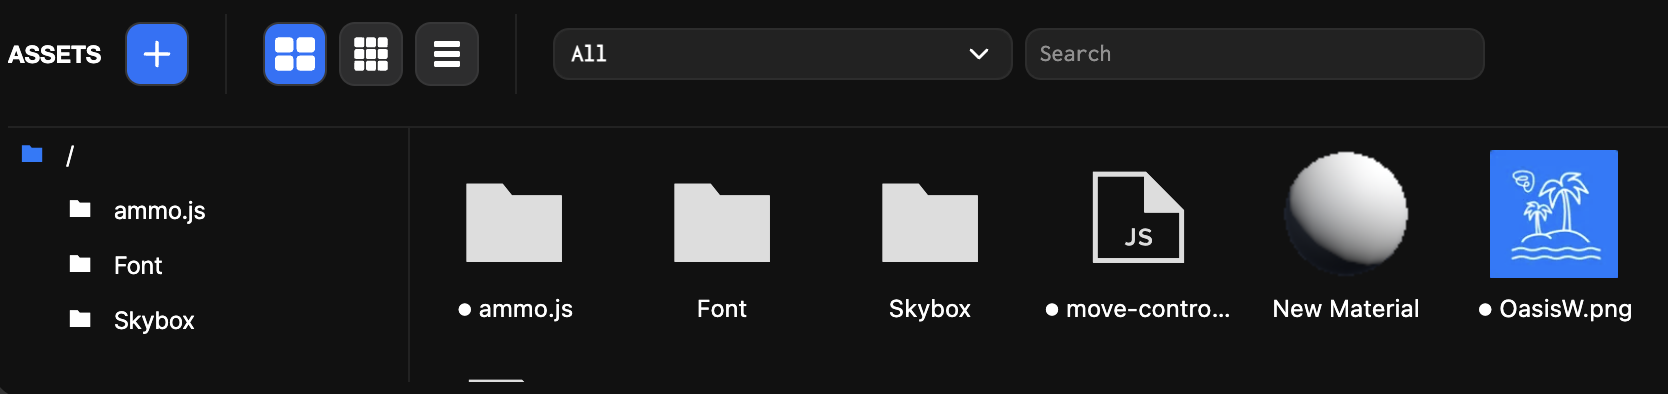 ASSETS
All
Search
/
ammo.js
Font
Skybox
JS
ammo.js
Font
Skybox
move-contro...
New Material
OasisW.png